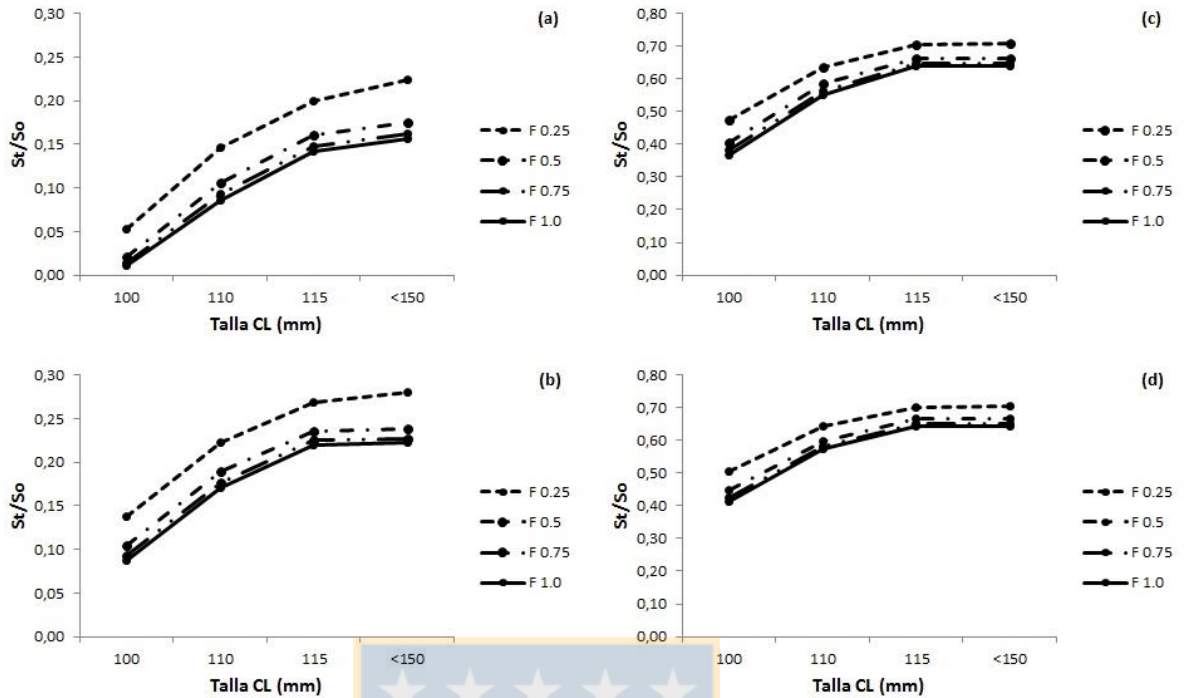 (a)
St/So
0,30
0,25
0,20
0,15
0,10
0,05
0,00
100 110 115 <150
Talla CL (mm)
F 0.25
F 0.5
F 0.75
F 1.0
(c)
St/So
0,80
0,70
0,60
0,50
0,40
0,30
0,20
0,10
0,00
100 110 115 <150
Talla CL (mm)
F 0.25
F 0.5
F 0.75
F 1.0
(b)
St/So
0,30
0,25
0,20
0,15
0,10
0,05
0,00
100 110 115 <150
Talla CL (mm)
F 0.25
F 0.5
F 0.75
F 1.0
(d)
St/So
0,80
0,70
0,60
0,50
0,40
0,30
0,20
0,10
0,00
100 110 115 <150
Talla CL (mm)
F 0.25
F 0.5
F 0.75
F 1.0